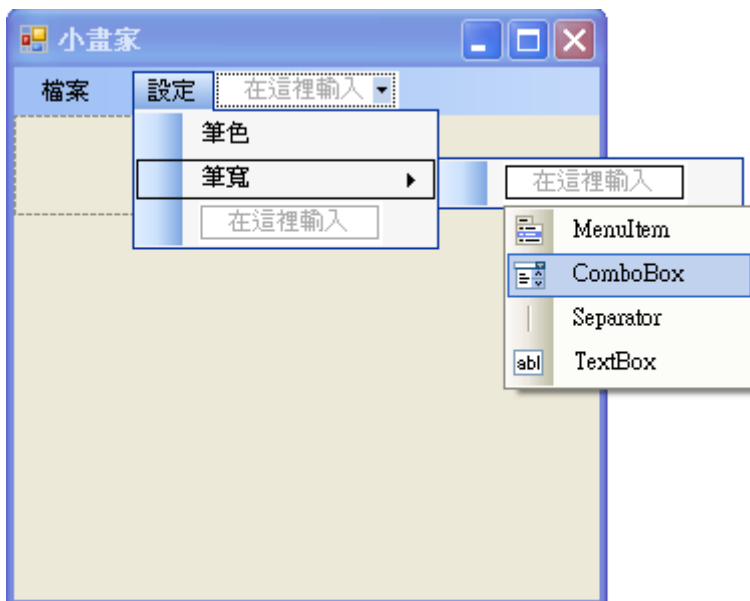 小畫家
檔案 設定 在這裡輸入
筆色
筆寬 在這裡輸入
在這裡輸入
MenuItem
ComboBox
Separator
abl TextBox